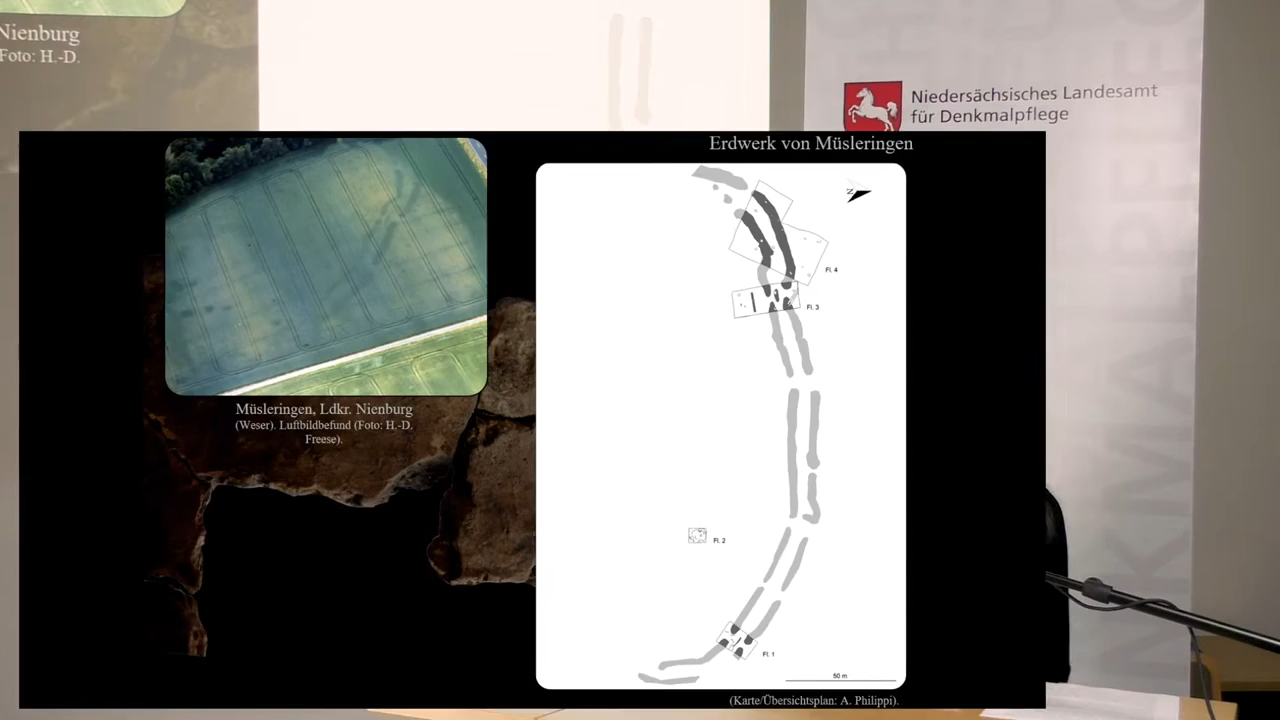 Nienburg
Foto: H.-D.
Niedersächsisches Landesamt
für Denkmalpflege
Erdwerk von Müsleringen
N
Fl. 4
Fl. 3
Müsleringen, Ldkr. Nienburg
(Weser). Luftbildbefund (Foto: H.-D.
Freese).
Fl. 2
Fl. 1
50 m
(Karte/Übersichtsplan: A. Philippi).